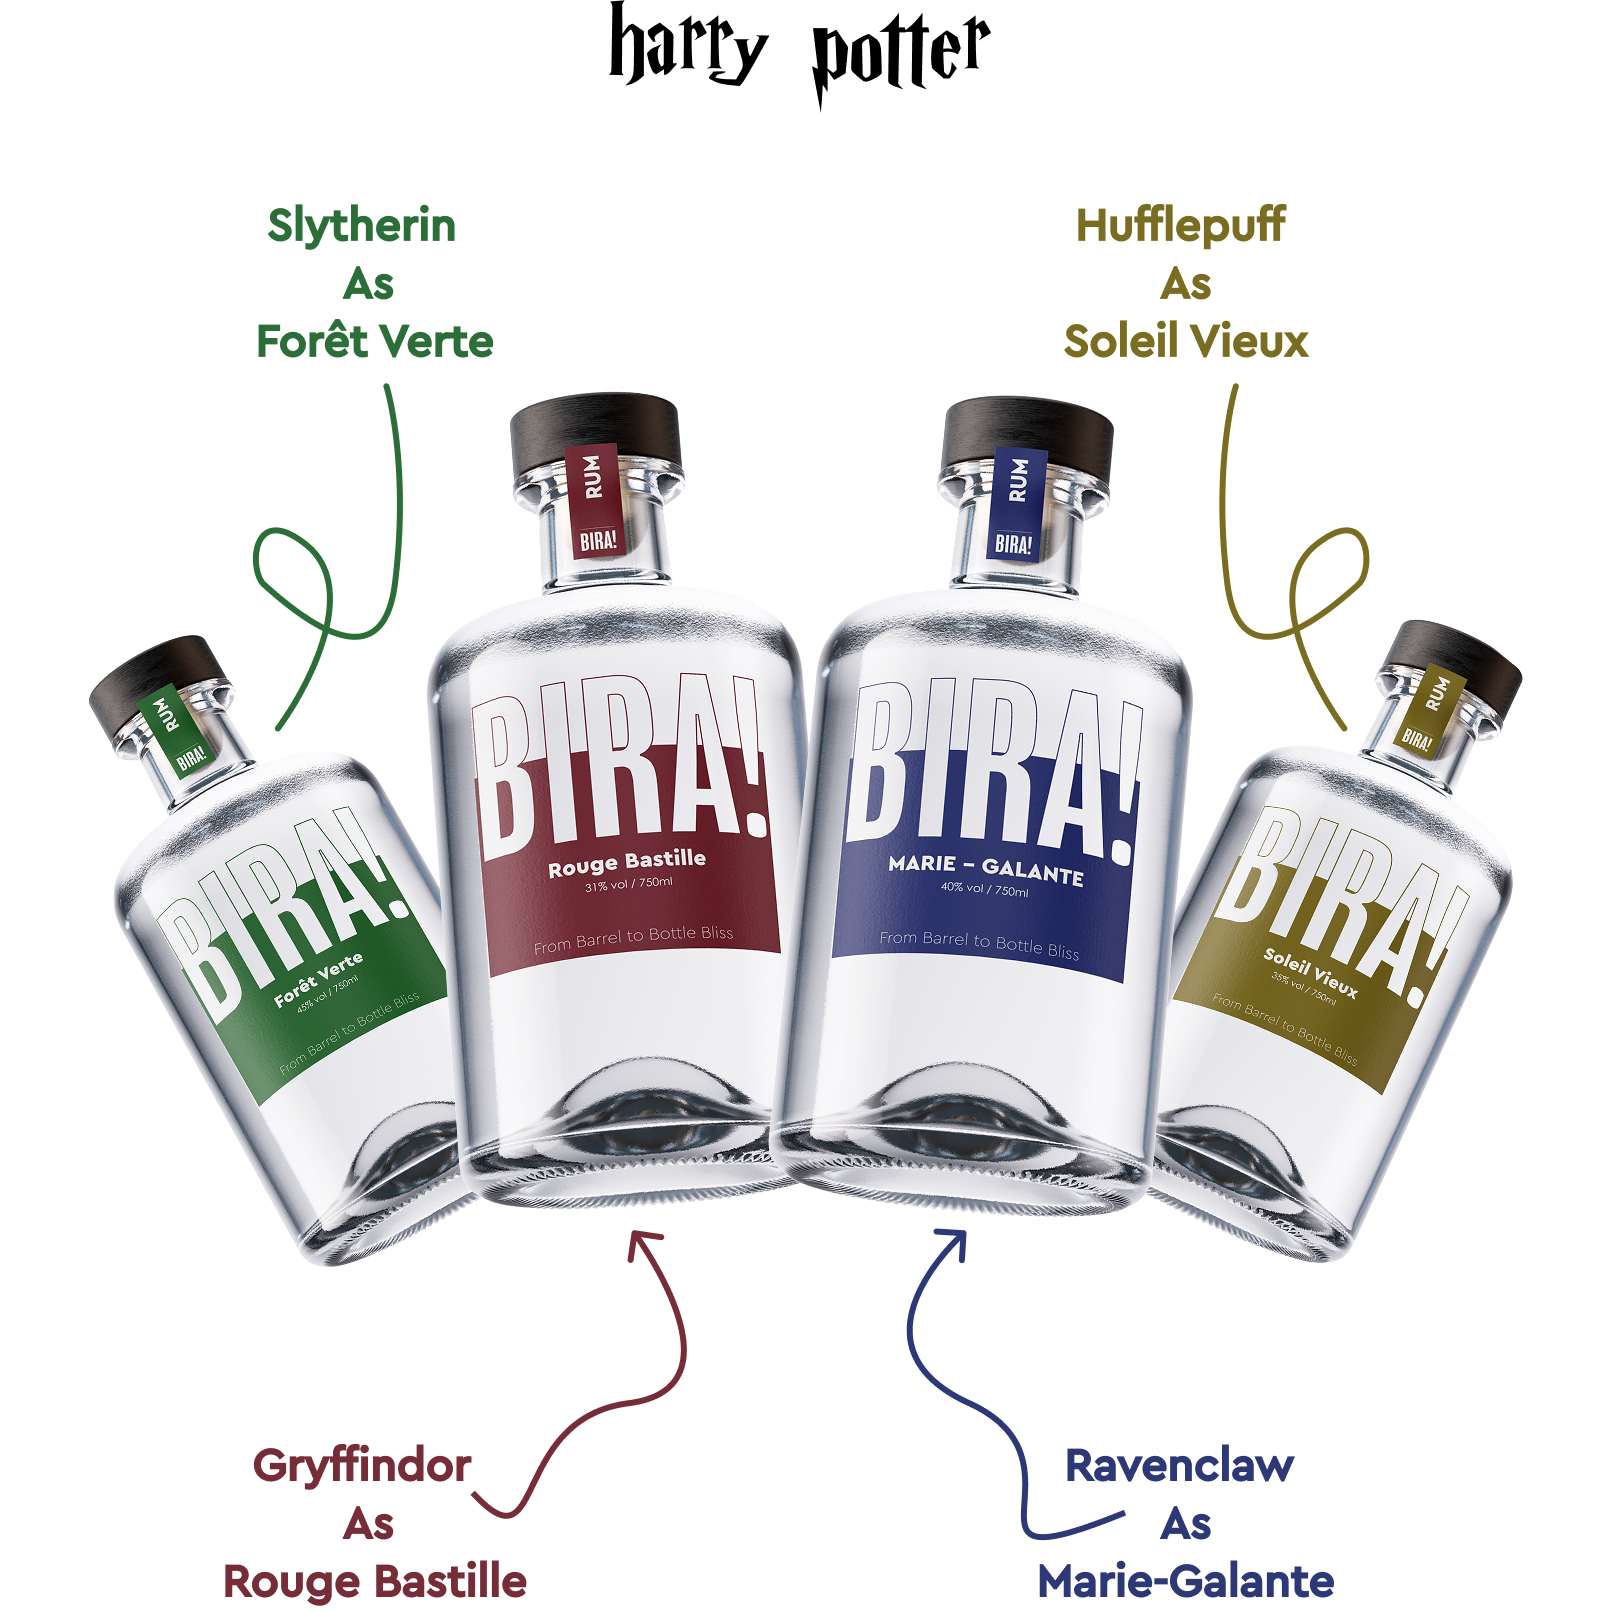 harry potter
Slytherin
As
Forêt Verte
Hufflepuff
As
Soleil Vieux
RUM
BIRA!
BIRA!
Forêt Verte
45% vol / 750ml
From Barrel to Bottle Bliss
RUM
BIRA!
BIRA!
Rouge Bastille
31% vol / 750ml
From Barrel to Bottle Bliss
RUM
BIRA!
BIRA!
MARIE – GALANTE
40% vol / 750ml
From Barrel to Bottle Bliss
RUM
BIRA!
BIRA!
Soleil Vieux
35% vol / 750ml
From Barrel to Bottle Bliss
Gryffindor
As
Rouge Bastille
Ravenclaw
As
Marie-Galante